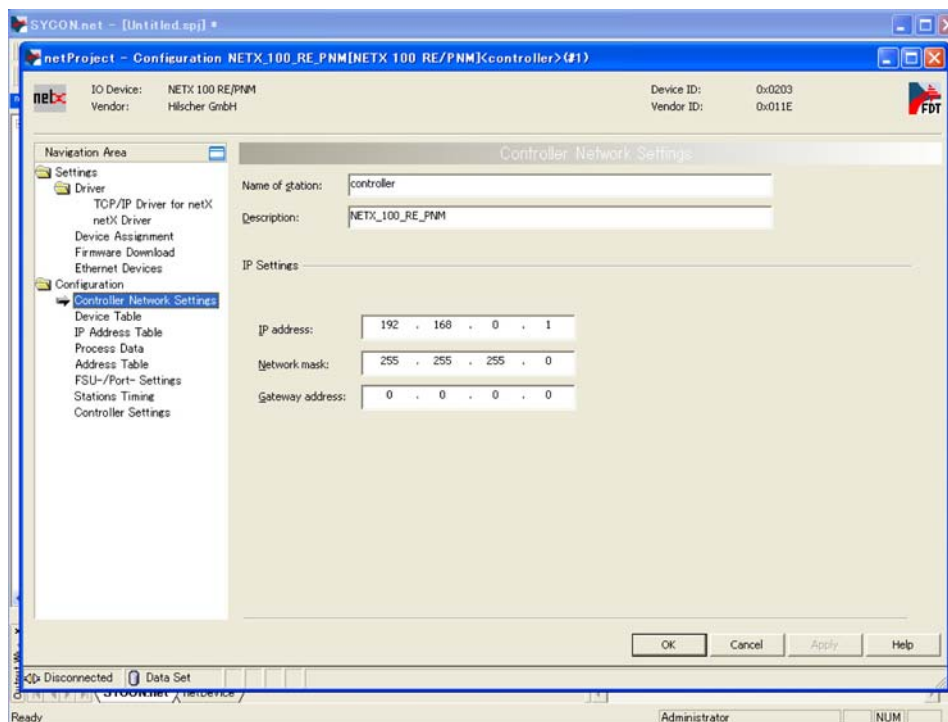 SYCON.net - [Untitled.spj] *
netProject - Configuration NETX_100_RE_PNM[NETX 100 RE/PNM]<controller>(#1)
netx
IO Device: NETX 100 RE/PNM
Device ID: 0x0203
Vendor: Hilscher GmbH
Vendor ID: 0x011E
FDT
Navigation Area
Controller Network Settings
Settings
Driver
TCP/IP Driver for netX
netX Driver
Device Assignment
Firmware Download
Ethernet Devices
Configuration
Controller Network Settings
Device Table
IP Address Table
Process Data
Address Table
FSU-/Port- Settings
Stations Timing
Controller Settings
Name of station: controller
Description: NETX_100_RE_PNM
IP Settings
IP address: 192 . 168 . 0 . 1
Network mask: 255 . 255 . 255 . 0
Gateway address: 0 . 0 . 0 . 0
OK Cancel Apply Help
Disconnected Data Set
SYCON.net netDevice
Ready Administrator NUM